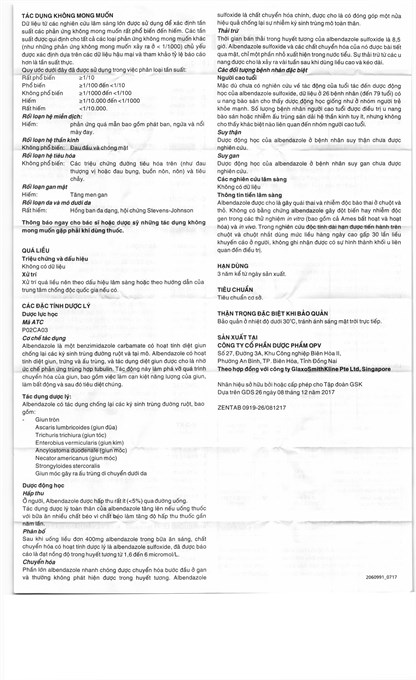 TÁC DỤNG KHÔNG MONG MUỐN
Dữ liệu từ các nghiên cứu lâm sàng lớn được sử dụng để xác định tần
suất các phản ứng không mong muốn rất phổ biến đến hiếm. Các tần
suất được qui định cho tất cả các loại phản ứng không mong muốn khác
(như những phản ứng không mong muốn xảy ra ở < 1/1000) chủ yếu
được xác định dựa trên các dữ liệu hậu mại và tham khảo tỷ lệ báo cáo
hơn là tần suất thực.
Quy ước dưới đây đã được sử dụng trong việc phân loại tần suất:
Rất phổ biến ≥1/10
Phổ biến ≥1/100 đến <1/10
Không phổ biến ≥1/1000 đến <1/100
Hiếm ≥1/10.000 đến <1/1000
Rất hiếm <1/10.000.
Rối loạn hệ miễn dịch:
Hiếm: phản ứng quá mẫn bao gồm phát ban, ngứa và nổi
mày đay.
Rối loạn hệ thần kinh
Không phổ biến: Đau đầu và chóng mặt
Rối loạn hệ tiêu hóa
Không phổ biến: Các triệu chứng đường tiêu hóa trên (như đau
thượng vị hoặc đau bụng, buồn nôn, nôn) và tiêu
chảy.
Rối loạn gan mật
Hiếm: Tăng men gan
Rối loạn da và mô dưới da
Rất hiếm: Hồng ban đa dạng, hội chứng Stevens-Johnson
Thông báo ngay cho bác sĩ hoặc dược sỹ những tác dụng không
mong muốn gặp phải khi dùng thuốc.
QUÁ LIỀU
Triệu chứng và dấu hiệu
Không có dữ liệu
Xử trí
Xử trí quá liều nên theo dấu hiệu lâm sàng hoặc theo hướng dẫn của
trung tâm chống độc quốc gia nếu có.
CÁC ĐẶC TÍNH DƯỢC LÝ
Dược lực học
Mã ATC
P02CA03
Cơ chế tác dụng
Albendazole là một benzimidazole carbamate có hoạt tính diệt giun
chống lại các ký sinh trùng đường ruột và tại mô. Albendazole có hoạt
tính diệt giun, trứng và ấu trùng, và tác dụng diệt giun được cho là nhờ
ức chế phản ứng trùng hợp tubulin. Tác động này làm phá vỡ quá trình
chuyển hóa của giun, bao gồm việc làm cạn kiệt năng lượng của giun,
làm bất động và sau đó tiêu diệt chúng.
Tác dụng dược lý:
Albendazole có tác dụng chống lại các ký sinh trùng đường ruột, bao
gồm:
- Giun tròn
Ascaris lumbricoides (giun đũa)
Trichuris trichiura (giun tóc)
Enterobius vermicularis (giun kim)
Ancylostoma duodenale (giun móc)
Necator americanus (giun móc)
Strongyloides stercoralis
Giun móc gây ra ấu trùng di chuyển dưới da
Dược động học
Hấp thu
Ở người, Albendazole được hấp thu rất ít (<5%) qua đường uống.
Tác dụng dược lý toàn thân của albendazole tăng lên nếu uống thuốc
với bữa ăn nhiều chất béo vì chất béo làm tăng độ hấp thu thuốc gần
năm lần.
Phân bố
Sau khi uống liều đơn 400mg albendazole trong bữa ăn sáng, chất
chuyển hóa có hoạt tính dược lý là albendazole sulfoxide, đã được báo
cáo là đạt nồng độ trong huyết tương từ 1,6 đến 6 micromol/L.
Chuyển hóa
Phần lớn albendazole nhanh chóng được chuyển hóa bước đầu ở gan
và thường không phát hiện được trong huyết tương. Albendazole
sulfoxide là chất chuyển hóa chính, được cho là có đóng góp một nửa
hiệu quả chống lại sự nhiễm ký sinh trùng mô toàn thân.
Thải trừ
Thời gian bán thải trong huyết tương của albendazole sulfoxide là 8,5
giờ. Albendazole sulfoxide và các chất chuyển hóa của nó được bài tiết
qua mật, chỉ một phần nhỏ xuất hiện trong nước tiểu. Sự thải trừ từ các u
nang được cho là xảy ra vài tuần sau khi dùng liều cao và kéo dài.
Các đối tượng bệnh nhân đặc biệt
Người cao tuổi
Mặc dù chưa có nghiên cứu về tác động của tuổi tác đến dược động
học của albendazole sulfoxide, dữ liệu ở 26 bệnh nhân (đến 79 tuổi) có
u nang bào sán cho thấy dược động học giống như ở nhóm người trẻ
khỏe mạnh. Số lượng bệnh nhân người cao tuổi được điều trị u nang
bào sán hoặc nhiễm ấu trùng sán dải hệ thần kinh tuy ít, nhưng không
cho thấy khác biệt nào liên quan đến nhóm người cao tuổi.
Suy thận
Dược động học của albendazole ở bệnh nhân suy thận chưa được
nghiên cứu.
Suy gan
Dược động học của albendazole ở bệnh nhân suy gan chưa được
nghiên cứu.
Các nghiên cứu lâm sàng
Không có dữ liệu
Thông tin tiền lâm sàng
Albendazole được cho là gây quái thai và nhiễm độc bào thai ở chuột và
thỏ. Không có bằng chứng albendazole gây đột biến hay nhiễm độc
gen trong các thử nghiệm in vitro (bao gồm cả Ames bất hoạt và hoạt
hóa) và in vivo. Trong nghiên cứu độc tính dài hạn được tiến hành trên
chuột và chuột nhắt dùng mức liều hàng ngày cao gấp 30 lần liều
khuyến cáo ở người, không ghi nhận được có sự hình thành khối u liên
quan đến điều trị.
HẠN DÙNG
3 năm kể từ ngày sản xuất.
TIÊU CHUẨN
Tiêu chuẩn cơ sở.
THẬN TRỌNG ĐẶC BIỆT KHI BẢO QUẢN
Bảo quản ở nhiệt độ dưới 30°C, tránh ánh sáng mặt trời trực tiếp.
SẢN XUẤT TẠI
CÔNG TY CỔ PHẦN DƯỢC PHẨM OPV
Số 27, Đường 3A, Khu Công nghiệp Biên Hòa II,
Phường An Bình, TP. Biên Hòa, Tỉnh Đồng Nai
Theo hợp đồng với công ty GlaxoSmithKline Pte Ltd, Singapore
Nhãn hiệu sở hữu bởi hoặc cấp phép cho Tập đoàn GSK
Dựa trên GDS 26 ngày 08 tháng 12 năm 2017
ZENTAB 0919-26/081217
2060991_0717